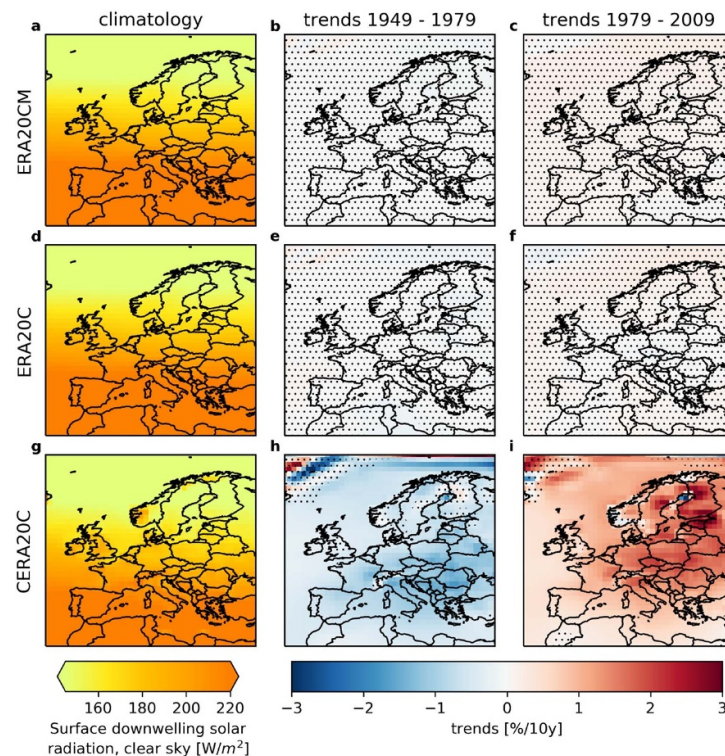 climatology
trends 1949 - 1979
trends 1979 - 2009
a
b
c
ERA20CM
d
e
f
ERA20C
g
h
i
CERA20C
160 180 200 220
Surface downwelling solar
radiation, clear sky [W/m²]
−3 −2 −1 0 1 2 3
trends [%/10y]